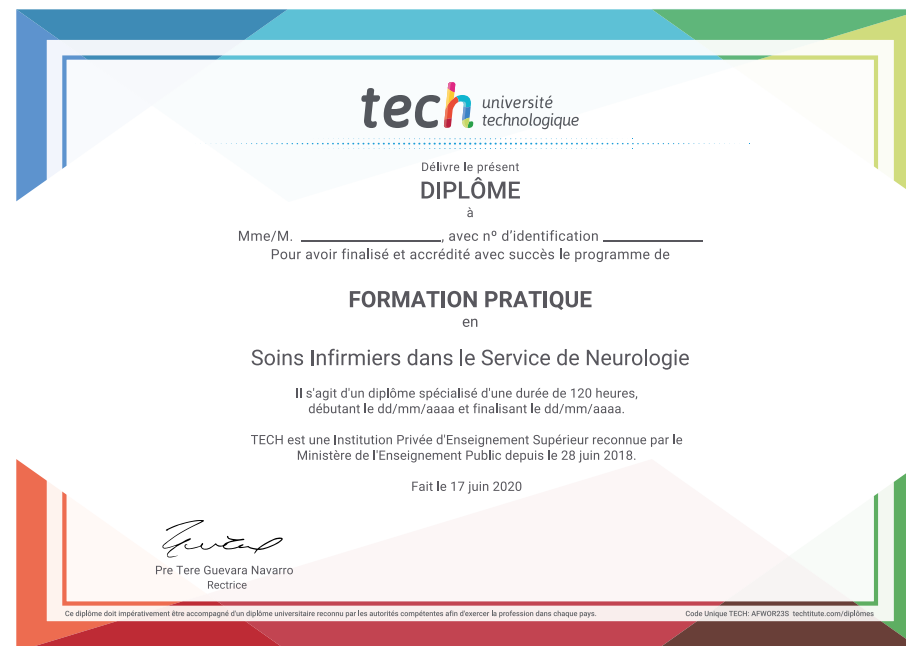 tech université
technologique
Délivre le présent
DIPLÔME
à
Mme/M. ____________________, avec nº d'identification ______________
Pour avoir finalisé et accrédité avec succès le programme de
FORMATION PRATIQUE
en
Soins Infirmiers dans le Service de Neurologie
Il s'agit d'un diplôme spécialisé d'une durée de 120 heures,
débutant le dd/mm/aaaa et finalisant le dd/mm/aaaa.
TECH est une Institution Privée d'Enseignement Supérieur reconnue par le
Ministère de l'Enseignement Public depuis le 28 juin 2018.
Fait le 17 juin 2020
Pre Tere Guevara Navarro
Rectrice
Ce diplôme doit impérativement être accompagné d'un diplôme universitaire reconnu par les autorités compétentes afin d'exercer la profession dans chaque pays.
Code Unique TECH: AFWOR23S techtitute.com/diplômes